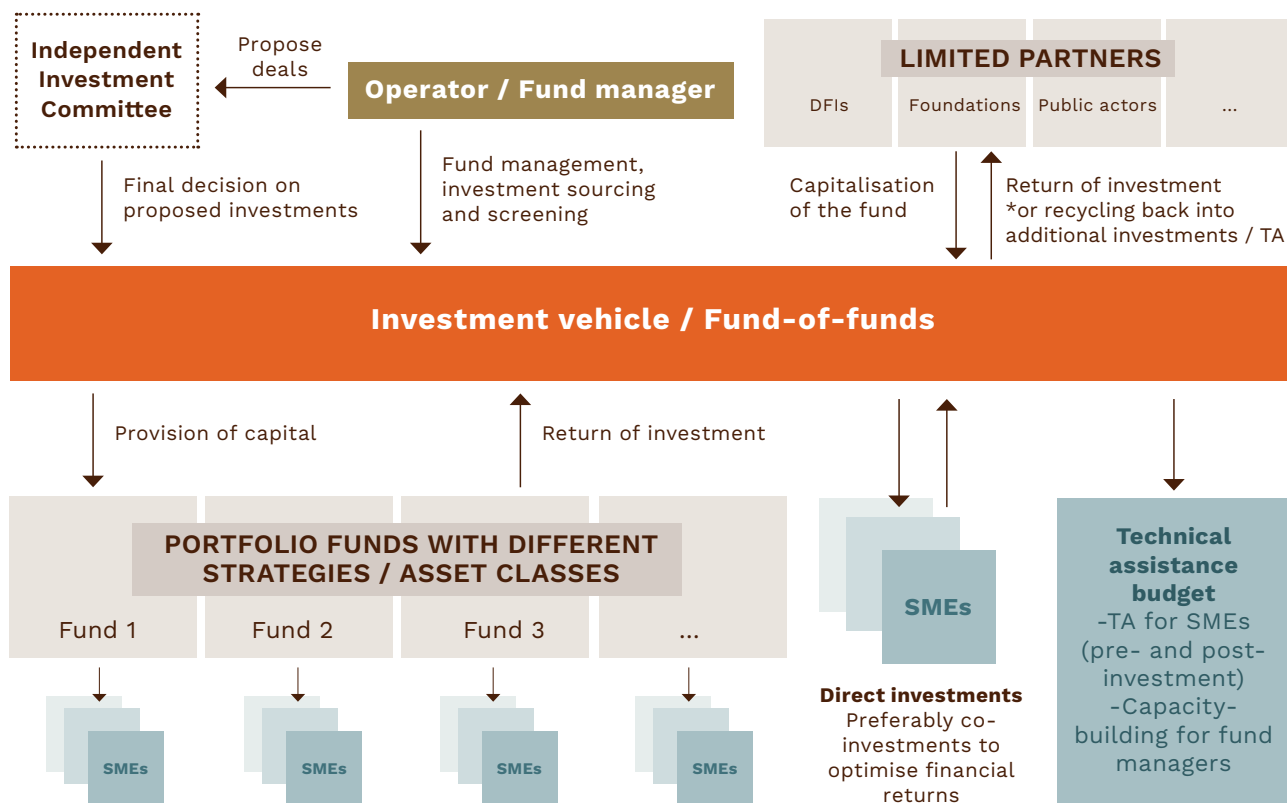 Independent
Investment
Committee
Propose
deals
Operator / Fund manager
LIMITED PARTNERS
DFIs
Foundations
Public actors
...
Final decision on
proposed investments
Fund management,
investment sourcing
and screening
Capitalisation
of the fund
Return of investment
*or recycling back into
additional investments / TA
Investment vehicle / Fund-of-funds
Provision of capital
Return of investment
PORTFOLIO FUNDS WITH DIFFERENT
STRATEGIES / ASSET CLASSES
Fund 1
Fund 2
Fund 3
...
SMEs
SMEs
SMEs
SMEs
SMEs
Direct investments
Preferably co-
investments to
optimise financial
returns
Technical
assistance
budget
-TA for SMEs
(pre- and post-
investment)
-Capacity-
building for fund
managers